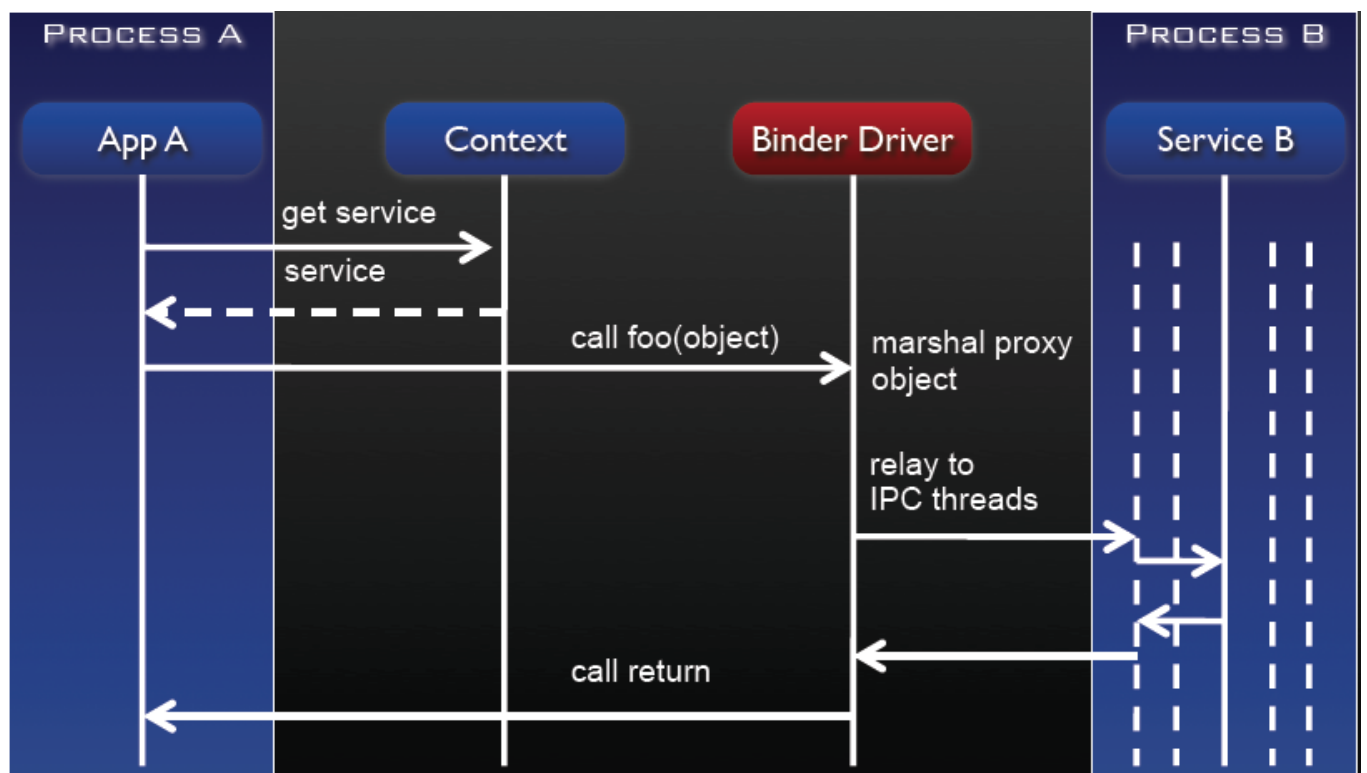 PROCESS A
PROCESS B
App A
Context
Binder Driver
Service B
get service
service
call foo(object)
marshal proxy
object
relay to
IPC threads
call return